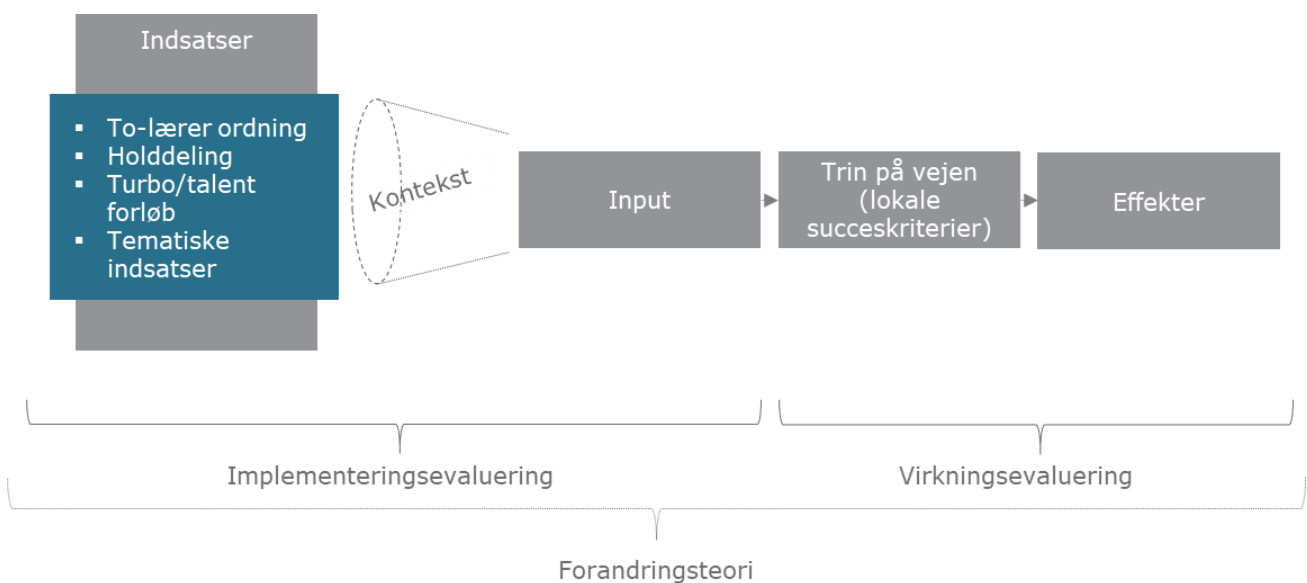 Indsatser
▪ To-lærer ordning
▪ Holddeling
▪ Turbo/talent
forløb
▪ Tematiske
indsatser
Kontekst
Input
Trin på vejen
(lokale
succeskriterier)
Effekter
Implementeringsevaluering
Virkningsevaluering
Forandringsteori